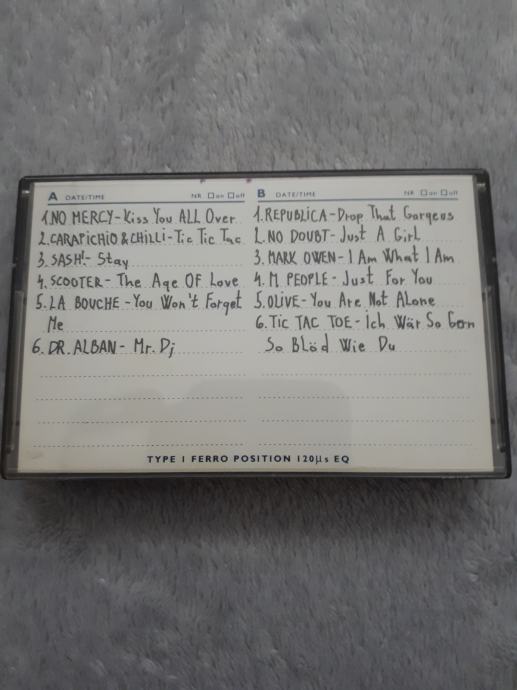 A DATE/TIME NR on off
1. NO MERCY - Kiss You ALL Over
2. CARAPICHIO & CHILLI - Tic Tic Tac
3. SASH! - Stay
4. SCOOTER - The Age OF Love
5. LA BOUCHE - You Won't Forget
Me
6. DR. ALBAN - Mr. Dj
B DATE/TIME NR on off
1. REPUBLICA - Drop That Gorgeus
2. NO DOUBT - Just A Girl
3. MARK OWEN - I Am What I Am
4. M PEOPLE - Just For You
5. OLIVE - You Are Not Alone
6. TIC TAC TOE - Ich Wär So Gern
So Blöd Wie Du
TYPE I FERRO POSITION 120µs EQ